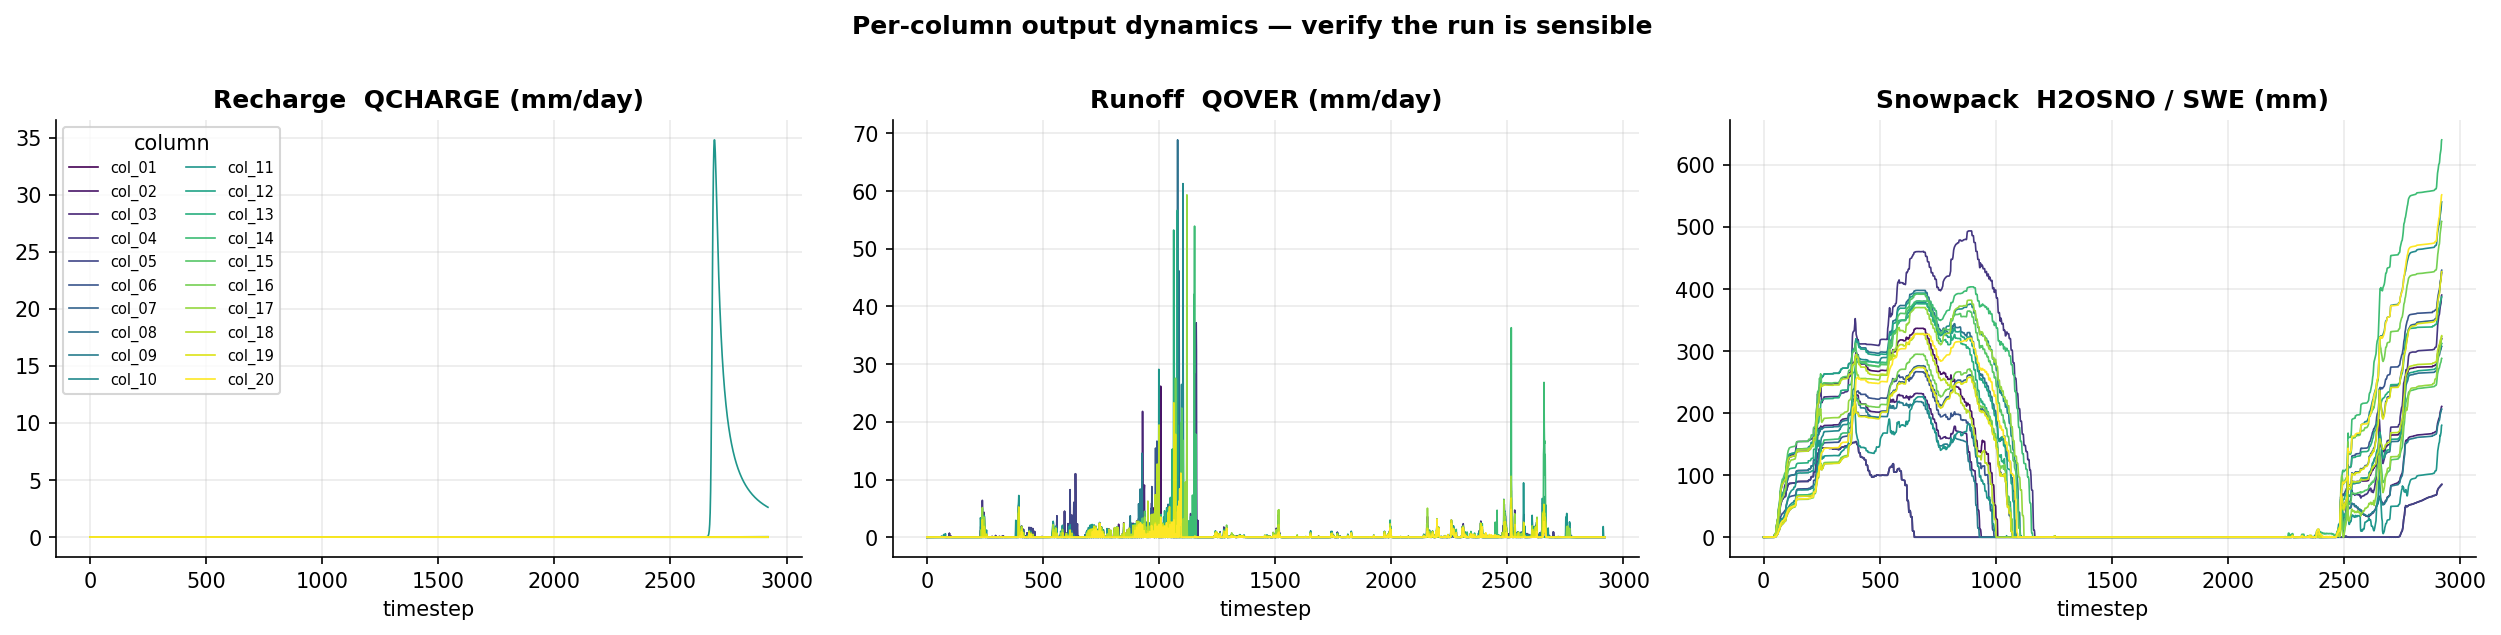 Per-column output dynamics — verify the run is sensible
Recharge  QCHARGE (mm/day)
35
30
25
20
15
10
5
0
column
col_01
col_02
col_03
col_04
col_05
col_06
col_07
col_08
col_09
col_10
col_11
col_12
col_13
col_14
col_15
col_16
col_17
col_18
col_19
col_20
0 500 1000 1500 2000 2500 3000
timestep
Runoff  QOVER (mm/day)
70
60
50
40
30
20
10
0
0 500 1000 1500 2000 2500 3000
timestep
Snowpack  H2OSNO / SWE (mm)
600
500
400
300
200
100
0
0 500 1000 1500 2000 2500 3000
timestep